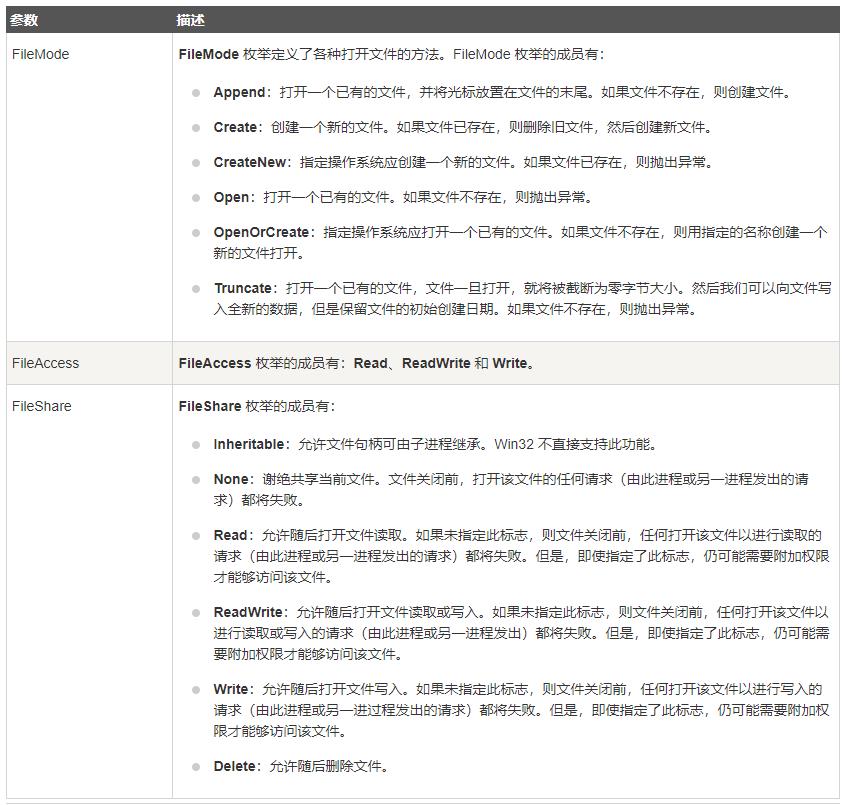 参数 描述
FileMode FileMode 枚举定义了各种打开文件的方法。FileMode 枚举的成员有：
Append：打开一个已有的文件，并将光标放置在文件的末尾。如果文件不存在，则创建文件。
Create：创建一个新的文件。如果文件已存在，则删除旧文件，然后创建新文件。
CreateNew：指定操作系统应创建一个新的文件。如果文件已存在，则抛出异常。
Open：打开一个已有的文件。如果文件不存在，则抛出异常。
OpenOrCreate：指定操作系统应打开一个已有的文件。如果文件不存在，则用指定的名称创建一个
新的文件打开。
Truncate：打开一个已有的文件，文件一旦打开，就将被截断为零字节大小。然后我们可以向文件写
入全新的数据，但是保留文件的初始创建日期。如果文件不存在，则抛出异常。
FileAccess FileAccess 枚举的成员有：Read、ReadWrite 和 Write。
FileShare FileShare 枚举的成员有：
Inheritable：允许文件句柄可由子进程继承。Win32 不直接支持此功能。
None：谢绝共享当前文件。文件关闭前，打开该文件的任何请求（由此进程或另一进程发出的请
求）都将失败。
Read：允许随后打开文件读取。如果未指定此标志，则文件关闭前，任何打开该文件以进行读取的
请求（由此进程或另一进程发出的请求）都将失败。但是，即使指定了此标志，仍可能需要附加权限
才能够访问该文件。
ReadWrite：允许随后打开文件读取或写入。如果未指定此标志，则文件关闭前，任何打开该文件以
进行读取或写入的请求（由此进程或另一进程发出）都将失败。但是，即使指定了此标志，仍可能需
要附加权限才能够访问该文件。
Write：允许随后打开文件写入。如果未指定此标志，则文件关闭前，任何打开该文件以进行写入的
请求（由此进程或另一进过程发出的请求）都将失败。但是，即使指定了此标志，仍可能需要附加权
限才能够访问该文件。
Delete：允许随后删除文件。